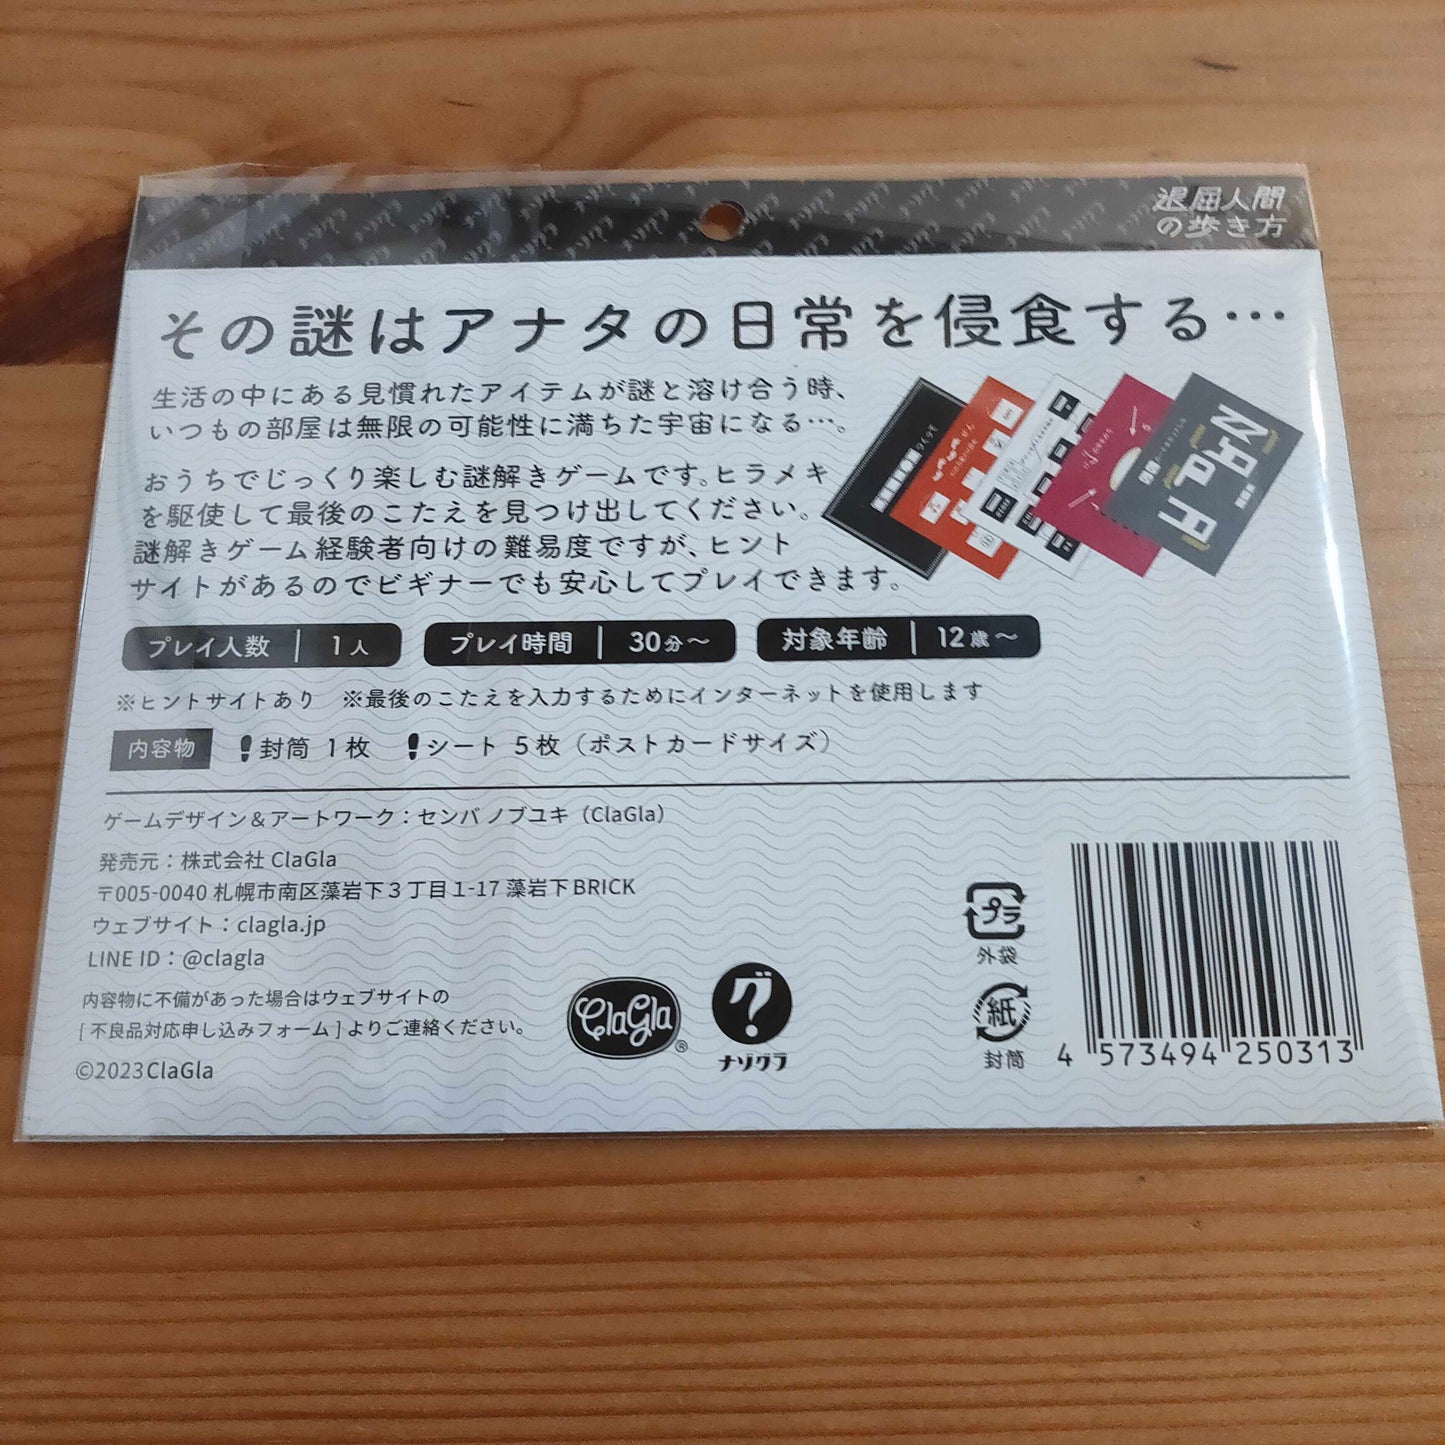 退屈人間
の歩き方
その謎はアナタの日常を侵食する…
生活の中にある見慣れたアイテムが謎と溶け合う時、
いつもの部屋は無限の可能性に満ちた宇宙になる…。
おうちでじっくり楽しむ謎解きゲームです。ヒラメキ
を駆使して最後のこたえを見つけ出してください。
謎解きゲーム経験者向けの難易度ですが、ヒント
サイトがあるのでビギナーでも安心してプレイできます。
プレイ人数 | 1人 プレイ時間 | 30分〜 対象年齢 | 12歳〜
※ヒントサイトあり ※最後のこたえを入力するためにインターネットを使用します
内容物 封筒 1枚 シート 5枚（ポストカードサイズ）
ゲームデザイン＆アートワーク：センバ ノブユキ（ClaGla）
発売元：株式会社 ClaGla
〒005-0040 札幌市南区藻岩下3丁目1-17 藻岩下BRICK
ウェブサイト：clagla.jp
LINE ID：@clagla
内容物に不備があった場合はウェブサイトの
[ 不良品対応申し込みフォーム ] よりご連絡ください。
©2023 ClaGla
ClaGla®
グ?
ナゾグラ
プラ
外袋
紙
封筒
4 573494 250313